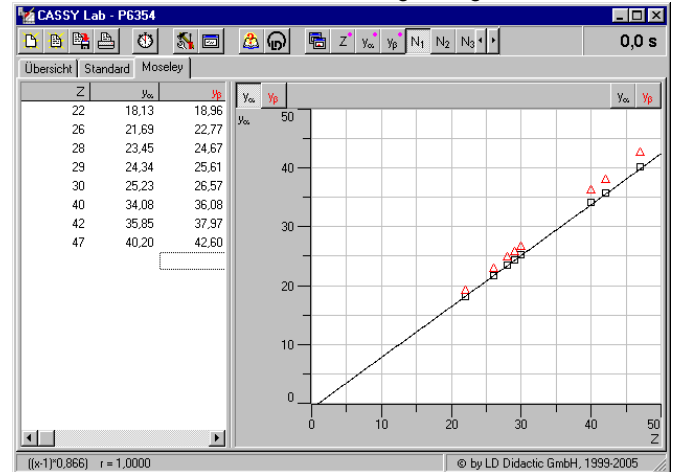 CASSY Lab - P6354
Z yα yβ N1 N2 N3 0,0 s
Übersicht Standard Moseley
Z yα yβ
22 18,13 18,96
26 21,69 22,77
28 23,45 24,67
29 24,34 25,61
30 25,23 26,57
40 34,08 36,08
42 35,85 37,97
47 40,20 42,60
yα yβ yα yβ
yα
50
40
30
20
10
0
0 10 20 30 40 50
Z
((x-1)*0,866) r = 1,0000 © by LD Didactic GmbH, 1999-2005